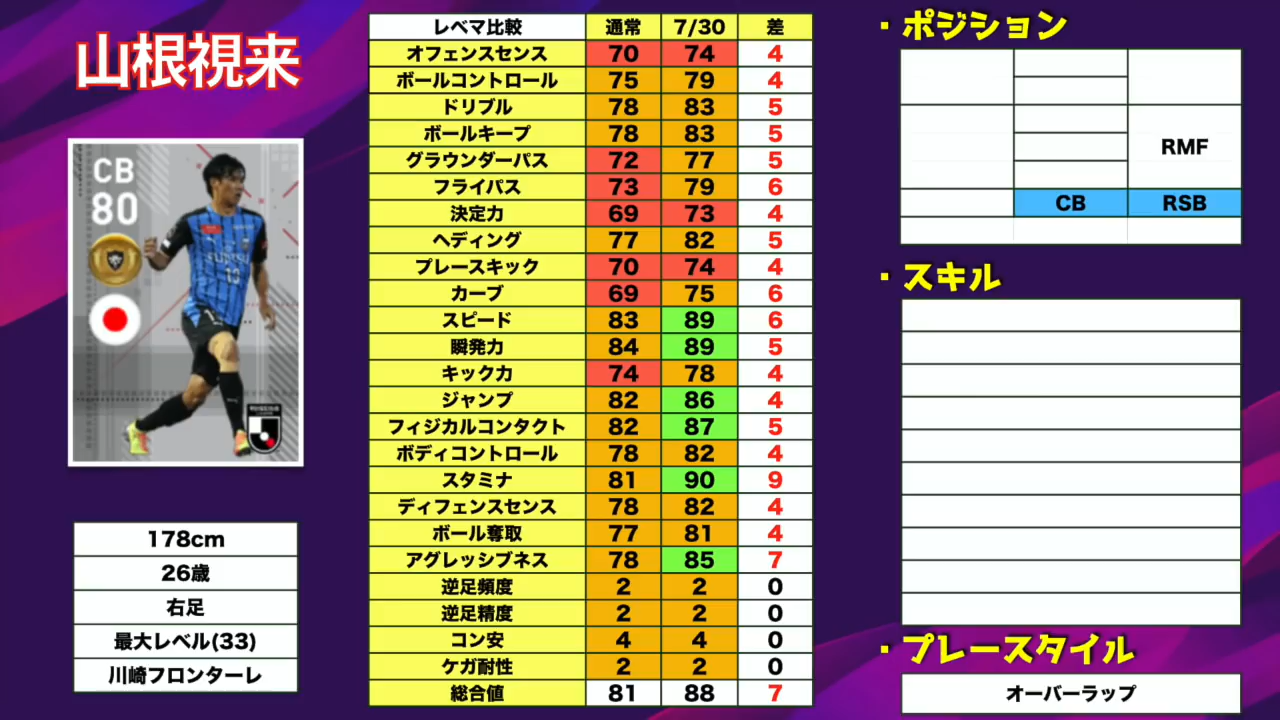 山根視来
CB
80
178cm
26歳
右足
最大レベル(33)
川崎フロンターレ
レベマ比較 通常 7/30 差
オフェンスセンス 70 74 4
ボールコントロール 75 79 4
ドリブル 78 83 5
ボールキープ 78 83 5
グラウンダーパス 72 77 5
フライパス 73 79 6
決定力 69 73 4
ヘディング 77 82 5
プレースキック 70 74 4
カーブ 69 75 6
スピード 83 89 6
瞬発力 84 89 5
キック力 74 78 4
ジャンプ 82 86 4
フィジカルコンタクト 82 87 5
ボディコントロール 78 82 4
スタミナ 81 90 9
ディフェンスセンス 78 82 4
ボール奪取 77 81 4
アグレッシブネス 78 85 7
逆足頻度 2 2 0
逆足精度 2 2 0
コン安 4 4 0
ケガ耐性 2 2 0
総合値 81 88 7
・ポジション
RMF
CB RSB
・スキル
・プレースタイル
オーバーラップ